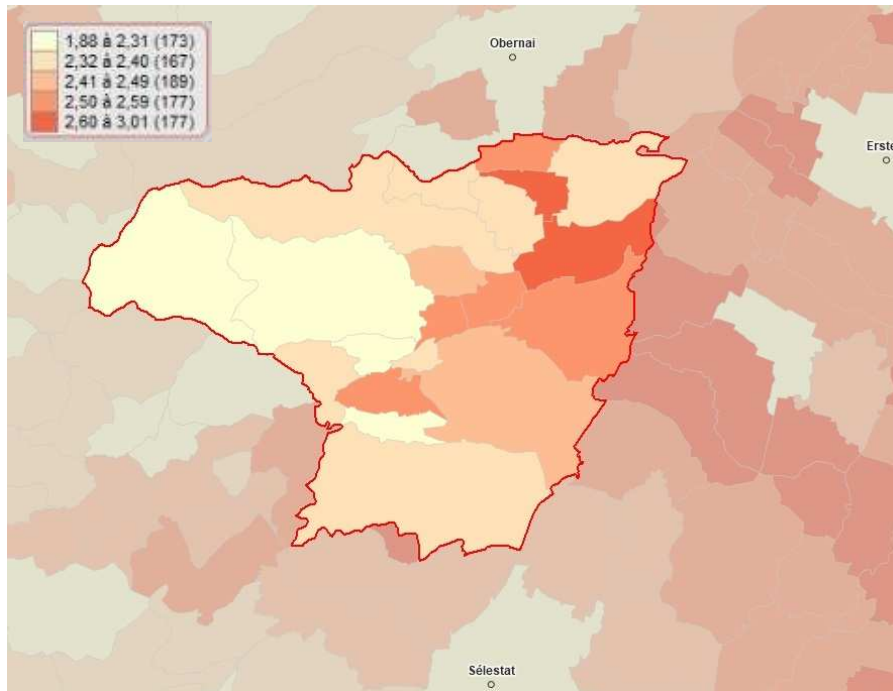 1,88 à 2,31 (173)
2,32 à 2,40 (167)
2,41 à 2,49 (189)
2,50 à 2,59 (177)
2,60 à 3,01 (177)
Obernai
Erste
Sélestat